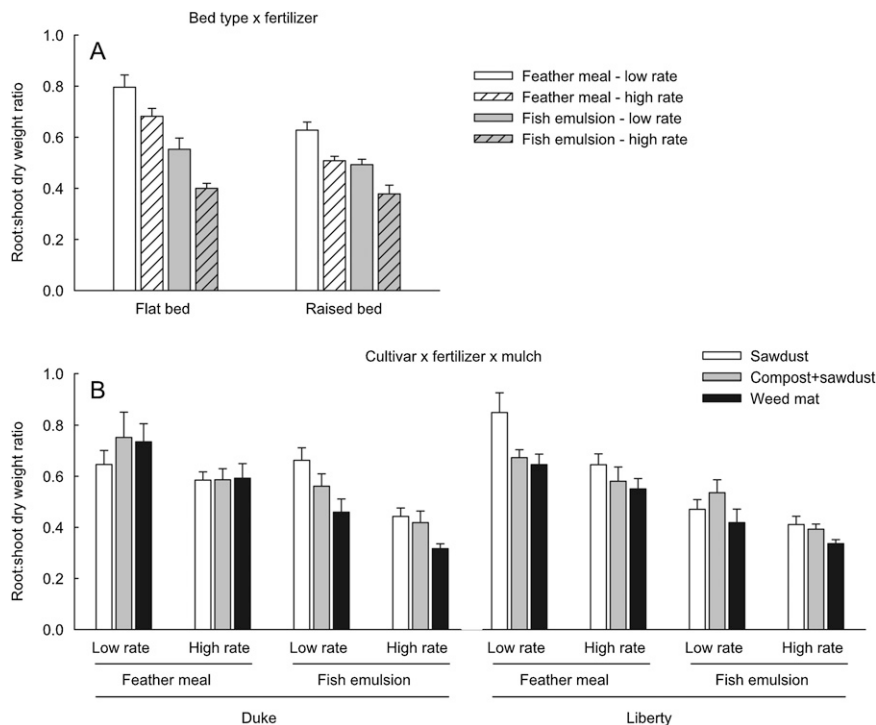 Bed type x fertilizer
A
Root:shoot dry weight ratio
1.0
0.8
0.6
0.4
0.2
0.0
Flat bed
Raised bed
Feather meal - low rate
Feather meal - high rate
Fish emulsion - low rate
Fish emulsion - high rate
Cultivar x fertilizer x mulch
B
Sawdust
Compost+sawdust
Weed mat
Root:shoot dry weight ratio
1.0
0.8
0.6
0.4
0.2
0.0
Low rate High rate Low rate High rate Low rate High rate Low rate High rate
Feather meal Fish emulsion Feather meal Fish emulsion
Duke Liberty